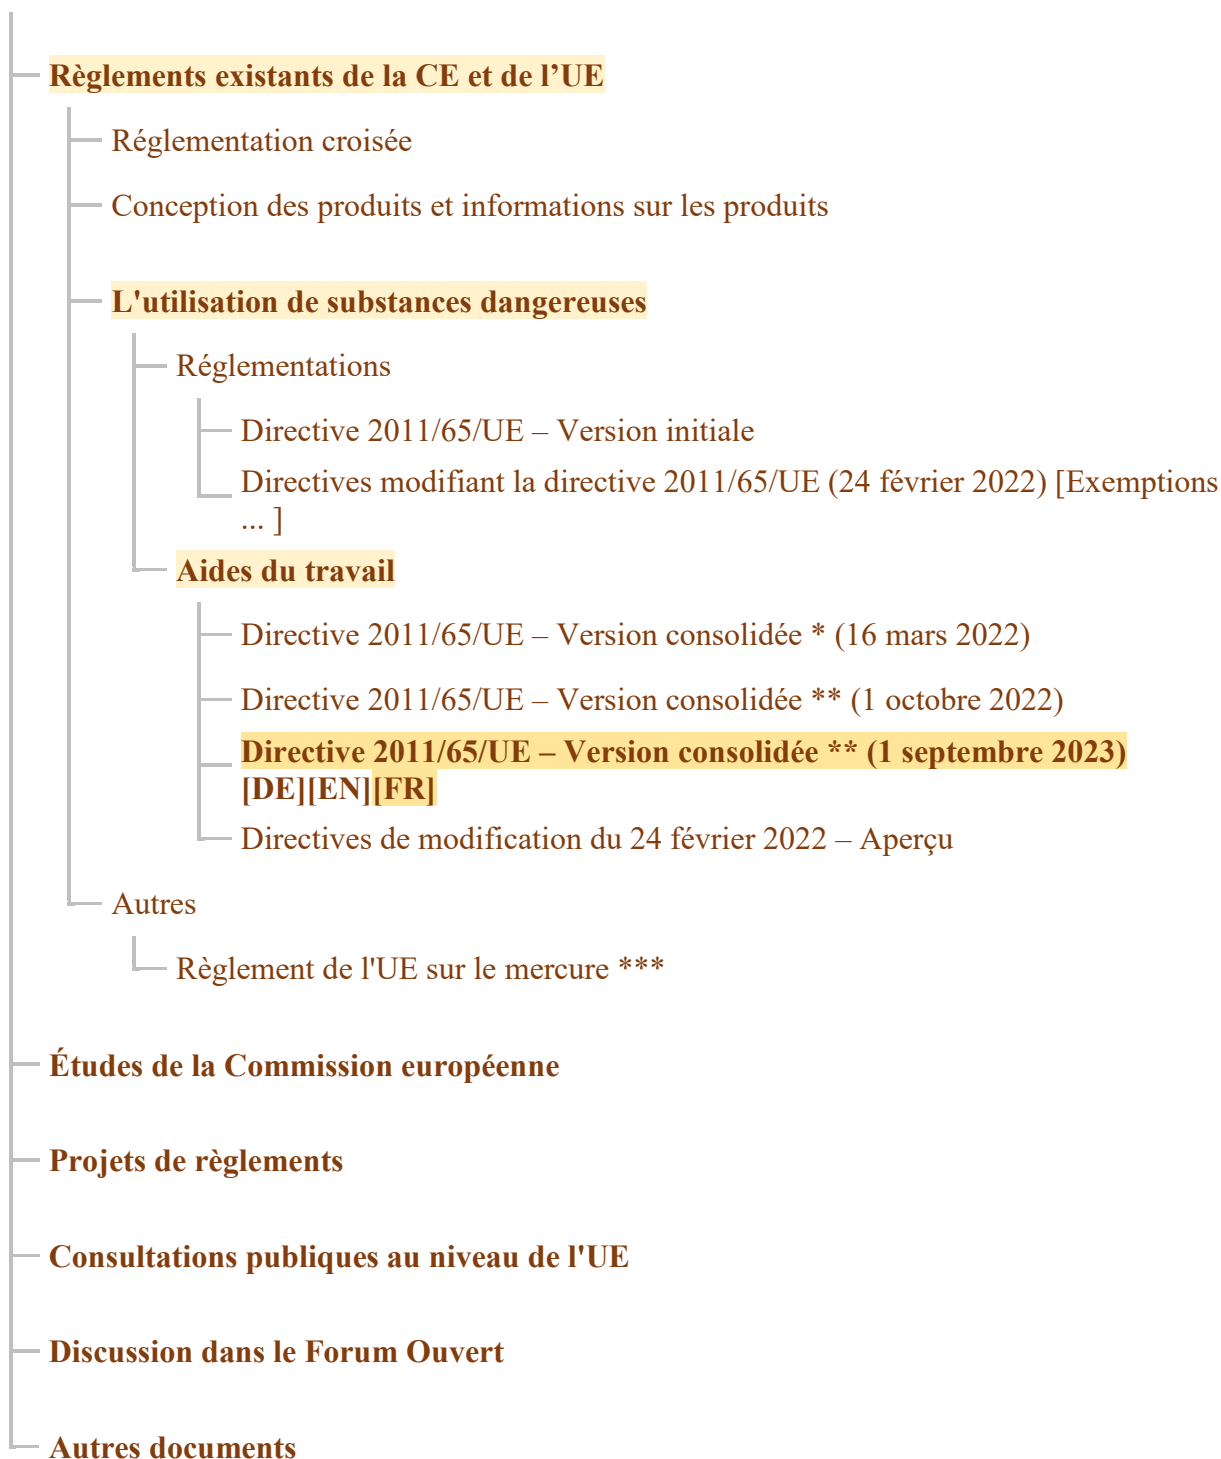 Règlements existants de la CE et de l’UE
Réglementation croisée
Conception des produits et informations sur les produits
L'utilisation de substances dangereuses
Réglementations
Directive 2011/65/UE – Version initiale
Directives modifiant la directive 2011/65/UE (24 février 2022) [Exemptions
... ]
Aides du travail
Directive 2011/65/UE – Version consolidée * (16 mars 2022)
Directive 2011/65/UE – Version consolidée ** (1 octobre 2022)
Directive 2011/65/UE – Version consolidée ** (1 septembre 2023)
[DE][EN][FR]
Directives de modification du 24 février 2022 – Aperçu
Autres
Règlement de l'UE sur le mercure ***
Études de la Commission européenne
Projets de règlements
Consultations publiques au niveau de l'UE
Discussion dans le Forum Ouvert
Autres documents